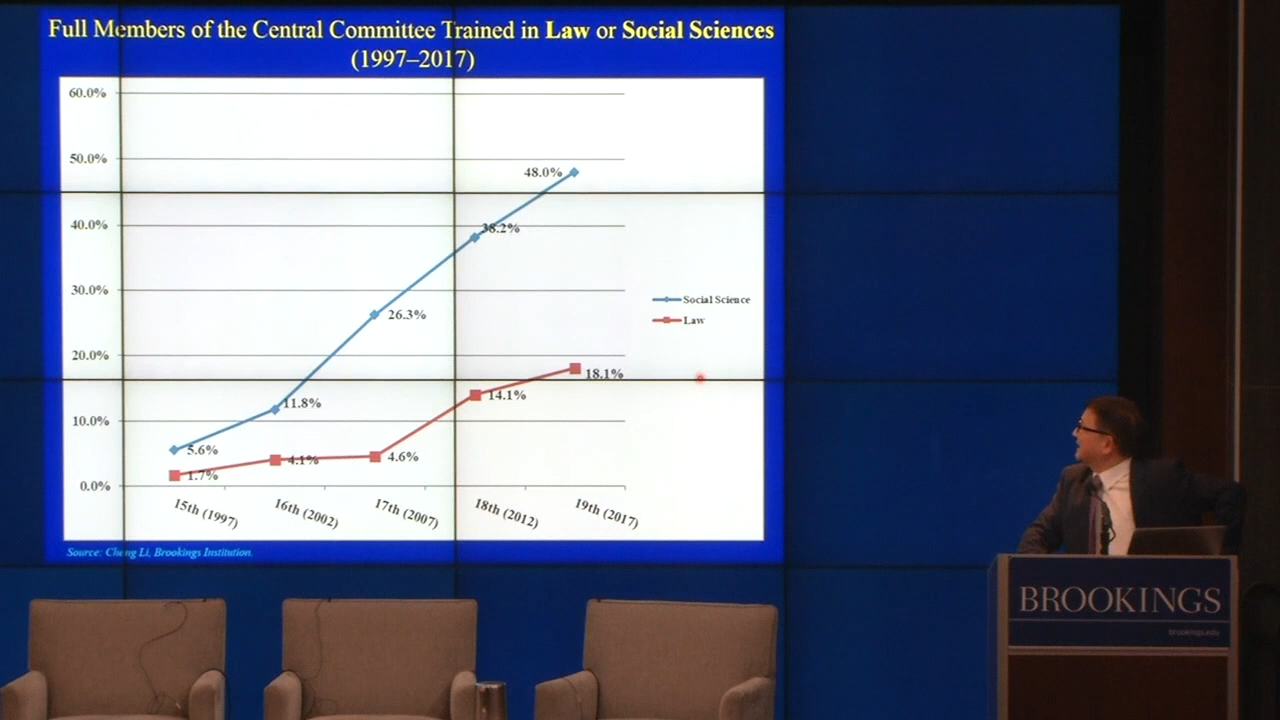 Full Members of the Central Committee Trained in Law or Social Sciences
(1997–2017)
60.0%
50.0%
48.0%
40.0%
38.2%
30.0%
26.3%
Social Science
Law
20.0%
18.1%
14.1%
11.8%
10.0%
5.6%
4.1%
4.6%
1.7%
0.0%
15th (1997)
16th (2002)
17th (2007)
18th (2012)
19th (2017)
Source: Cheng Li, Brookings Institution.
BROOKINGS
brookings.edu